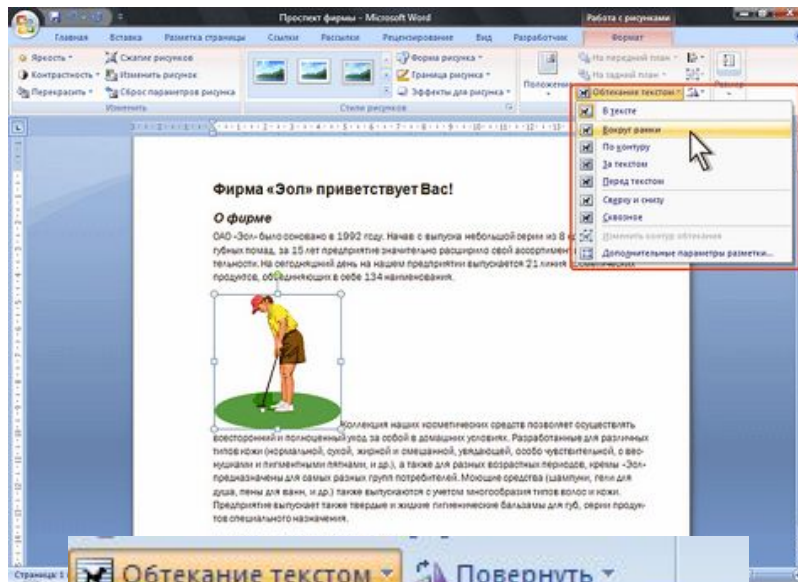 Проспект фирмы - Microsoft Word
Работа с рисунками
Главная Вставка Разметка страницы Ссылки Рассылки Рецензирование Вид Разработчик Формат
Яркость Сжатие рисунков Форма рисунка На передний план
Контрастность Изменить рисунок Граница рисунка На задний план
Перекрасить Сброс параметров рисунка Эффекты для рисунка Положение Обтекание текстом
Изменить Стили рисунков
В тексте
Вокруг рамки
По контуру
За текстом
Перед текстом
Сверху и снизу
Сквозное
Изменить контур обтекания
Дополнительные параметры разметки...
Фирма «Эол» приветствует Вас!
О фирме
ОАО «Эол» было основано в 1992 году. Начав с выпуска небольшой серии из 8
губных помад, за 15 лет предприятие значительно расширило свой ассортимент
тельности. На сегодняшний день на нашем предприятии выпускается 21 линия
продуктов, объединяющих в себе 134 наименования.
Коллекция наших косметических средств позволяет осуществлять
всесторонний и полноценный уход за собой в домашних условиях. Разработанные для различных
типов кожи (нормальной, сухой, жирной и смешанной, увядающей, особо чувствительной, с вес-
нушками и пигментными пятнами, и др.), а также для разных возрастных периодов, кремы «Эол»
предназначены для самых разных групп потребителей. Моющие средства (шампуни, гели для
душа, пены для ванн, и др.) также выпускаются с учетом многообразия типов волос и кожи.
Предприятие выпускает также твердые и жидкие гигиенические бальзамы для губ, серии продук-
тов специального назначения.
Страница: 1
Обтекание текстом Повернуть